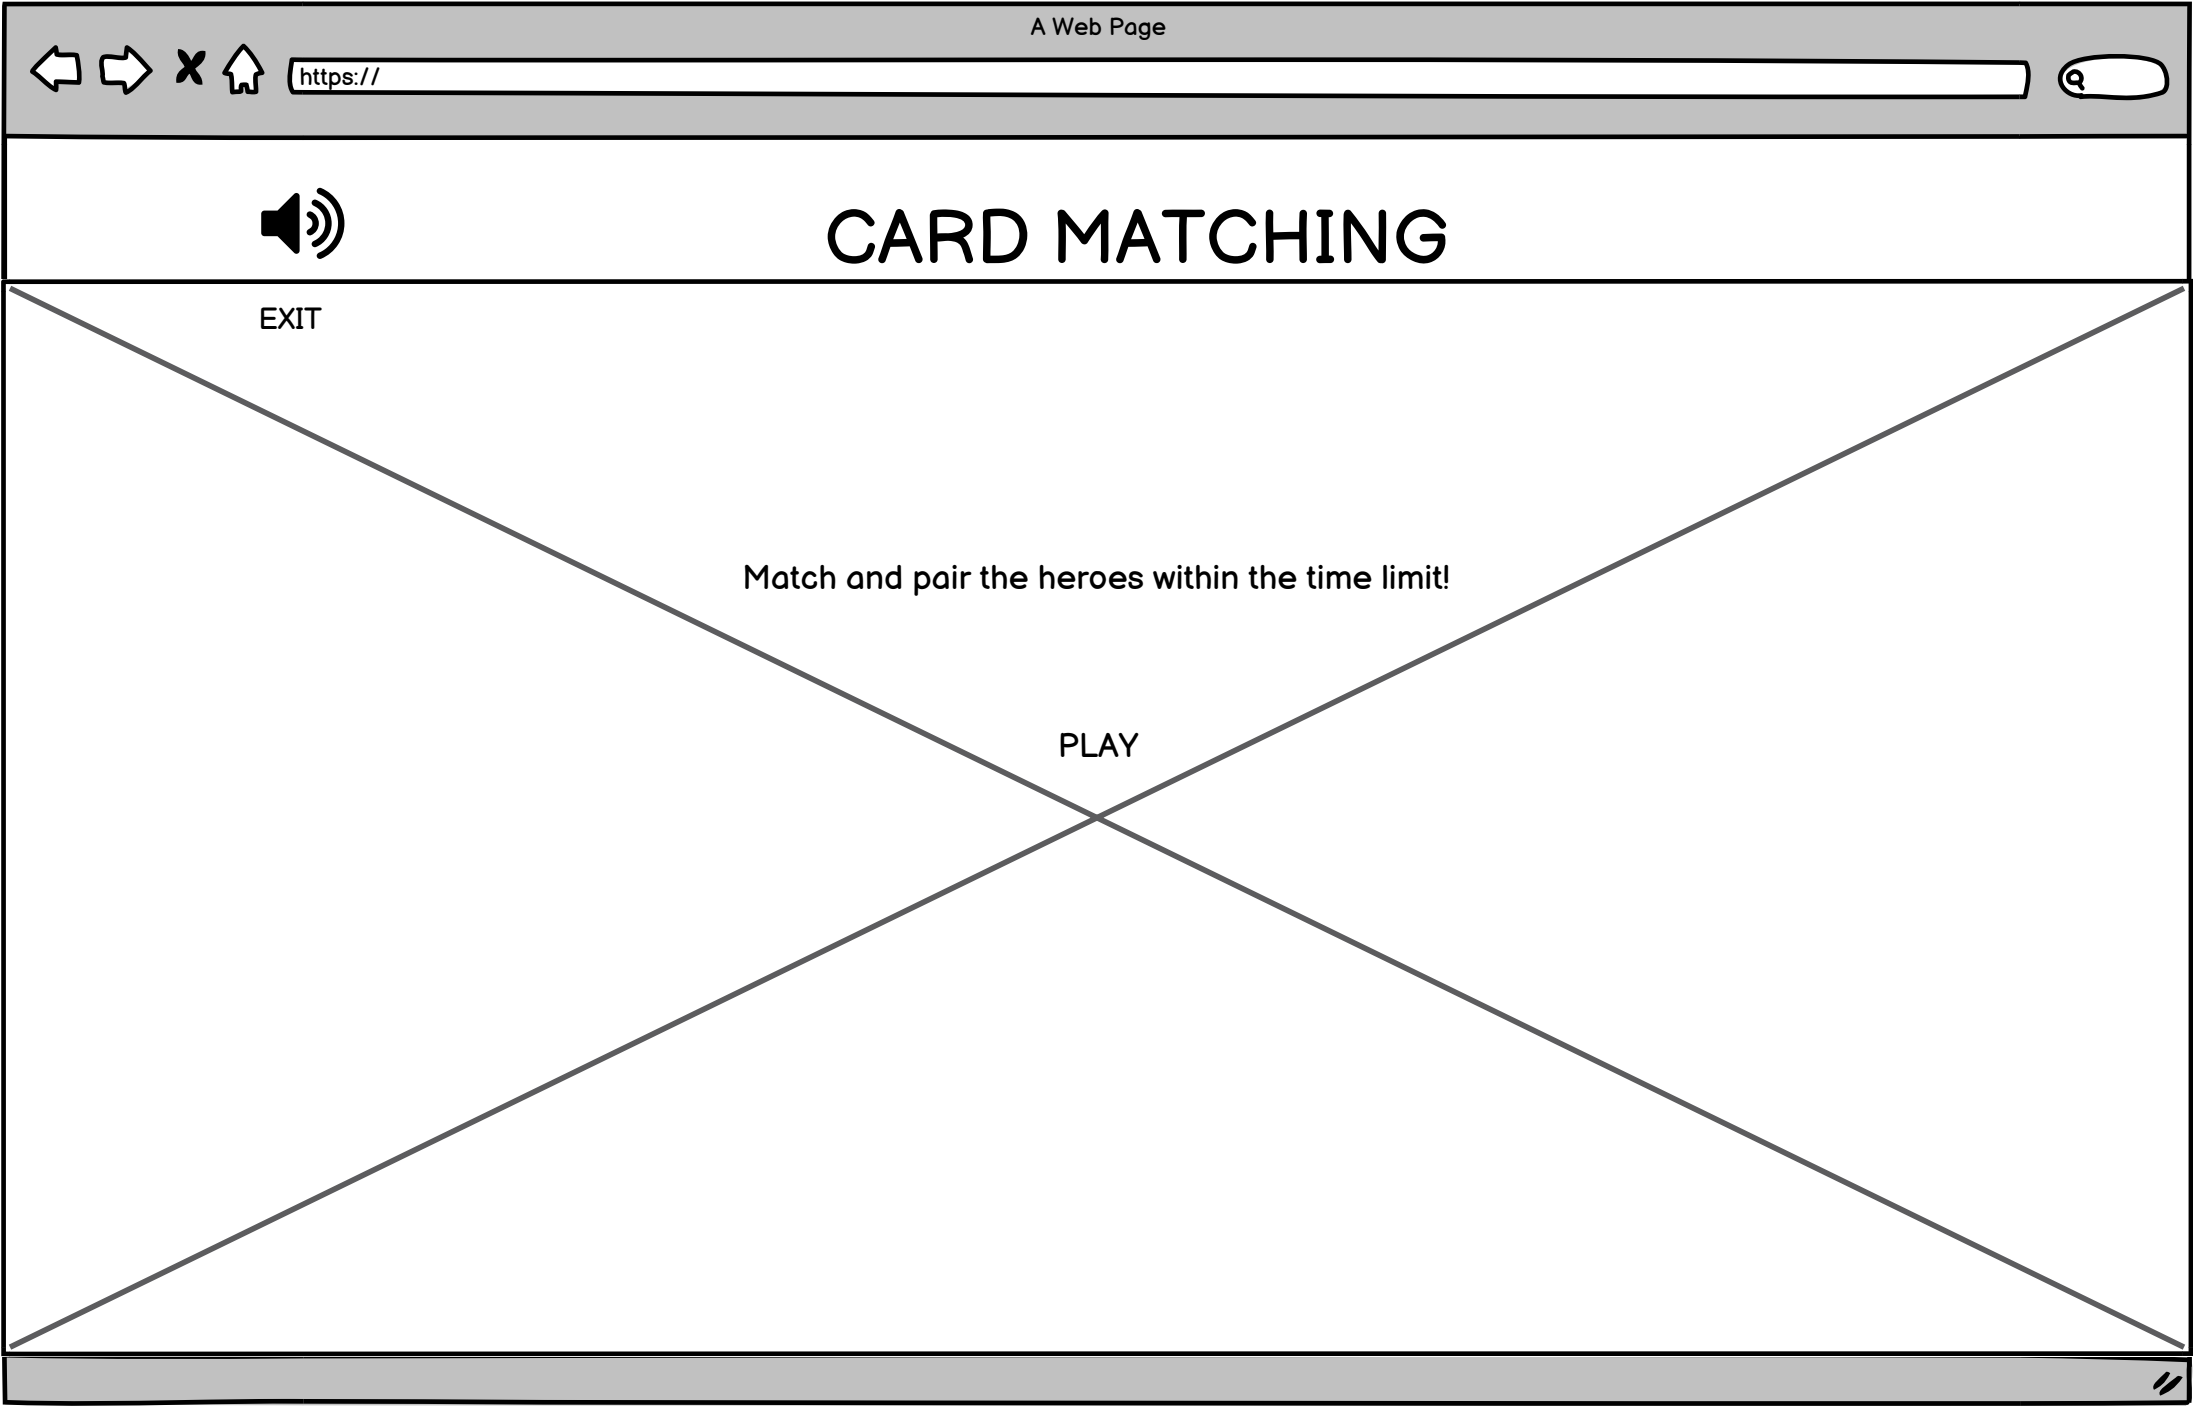 A Web Page
https://
CARD MATCHING
EXIT
Match and pair the heroes within the time limit!
PLAY